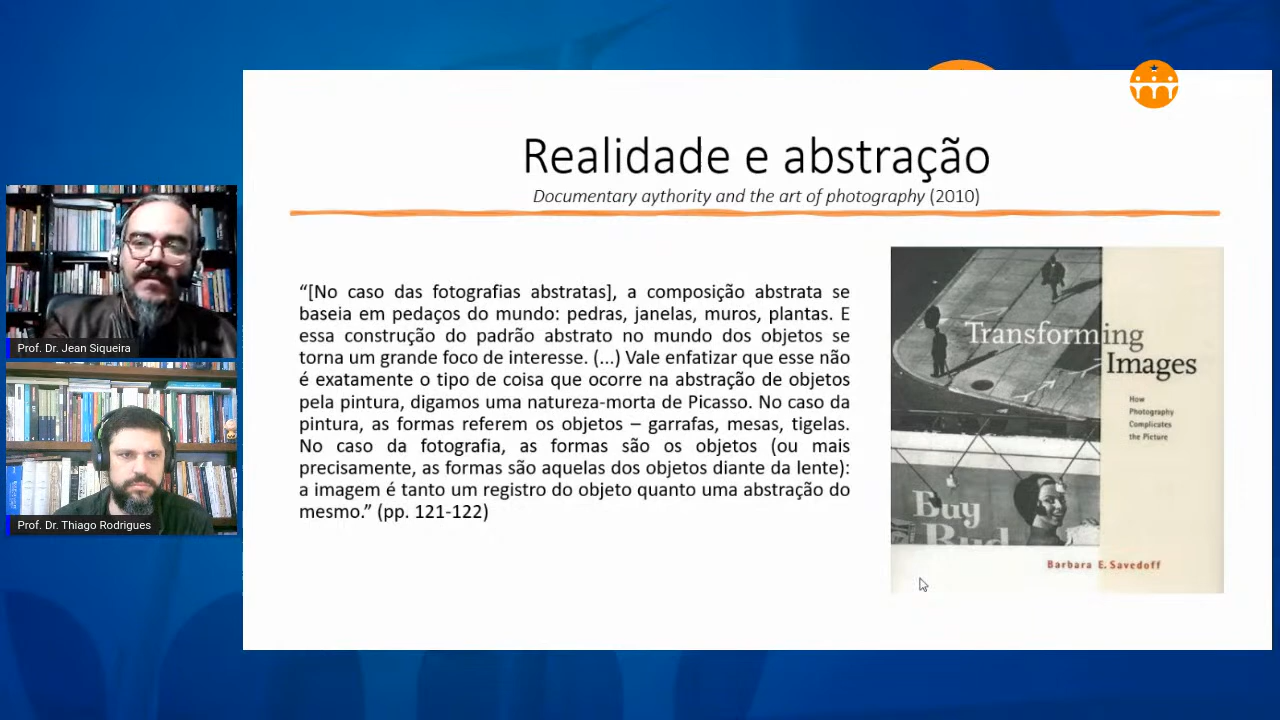 Realidade e abstração
Documentary aythority and the art of photography (2010)
“[No caso das fotografias abstratas], a composição abstrata se
baseia em pedaços do mundo: pedras, janelas, muros, plantas. E
essa construção do padrão abstrato no mundo dos objetos se
torna um grande foco de interesse. (...) Vale enfatizar que esse não
é exatamente o tipo de coisa que ocorre na abstração de objetos
pela pintura, digamos uma natureza-morta de Picasso. No caso da
pintura, as formas referem os objetos – garrafas, mesas, tigelas.
No caso da fotografia, as formas são os objetos (ou mais
precisamente, as formas são aquelas dos objetos diante da lente):
a imagem é tanto um registro do objeto quanto uma abstração do
mesmo.” (pp. 121-122)
Transforming
Images
How
Photography
Complicates
the Picture
Buy
Bud
Barbara E. Savedoff
Prof. Dr. Jean Siqueira
Prof. Dr. Thiago Rodrigues